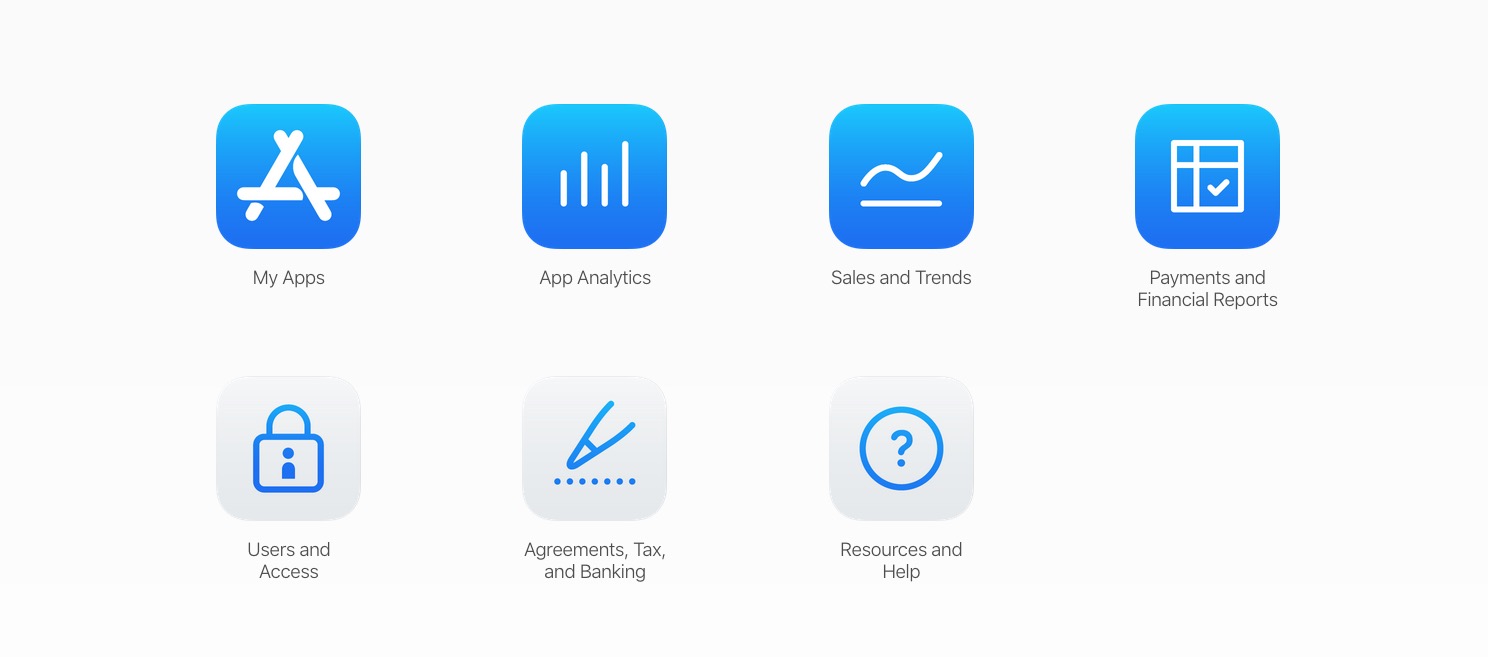 My Apps
App Analytics
Sales and Trends
Payments and
Financial Reports
Users and
Access
Agreements, Tax,
and Banking
Resources and
Help